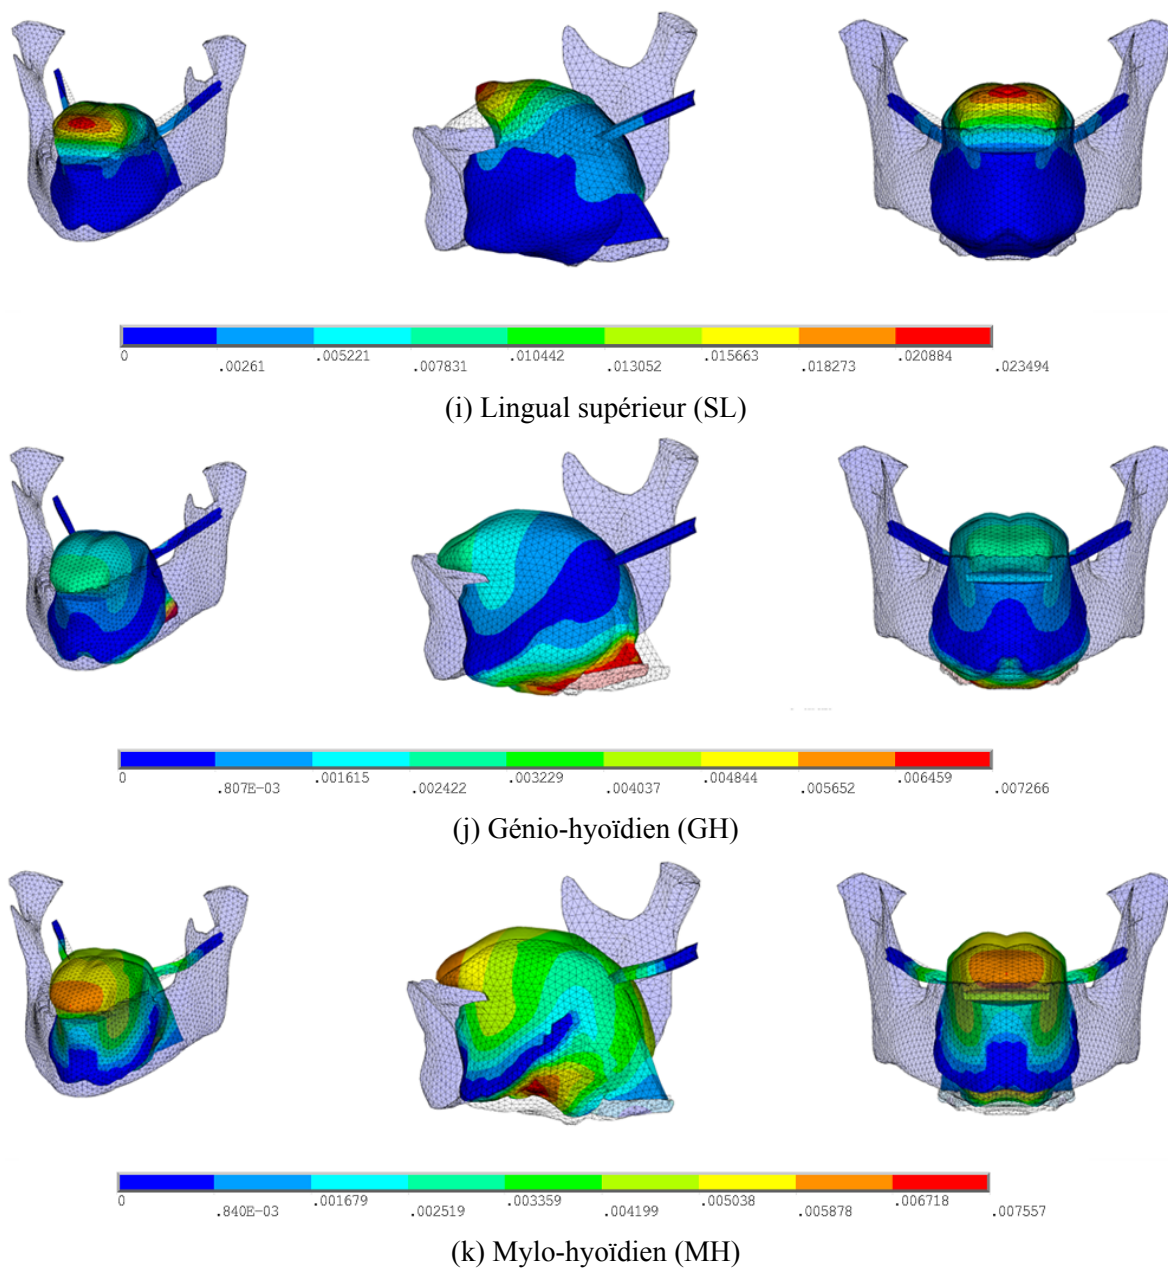 0 .005221 .010442 .015663 .020884
.00261 .007831 .013052 .018273 .023494
(i) Lingual supérieur (SL)
0 .001615 .003229 .004844 .006459
.807E-03 .002422 .004037 .005652 .007266
(j) Génio-hyoïdien (GH)
0 .001679 .003359 .005038 .006718
.840E-03 .002519 .004199 .005878 .007557
(k) Mylo-hyoïdien (MH)